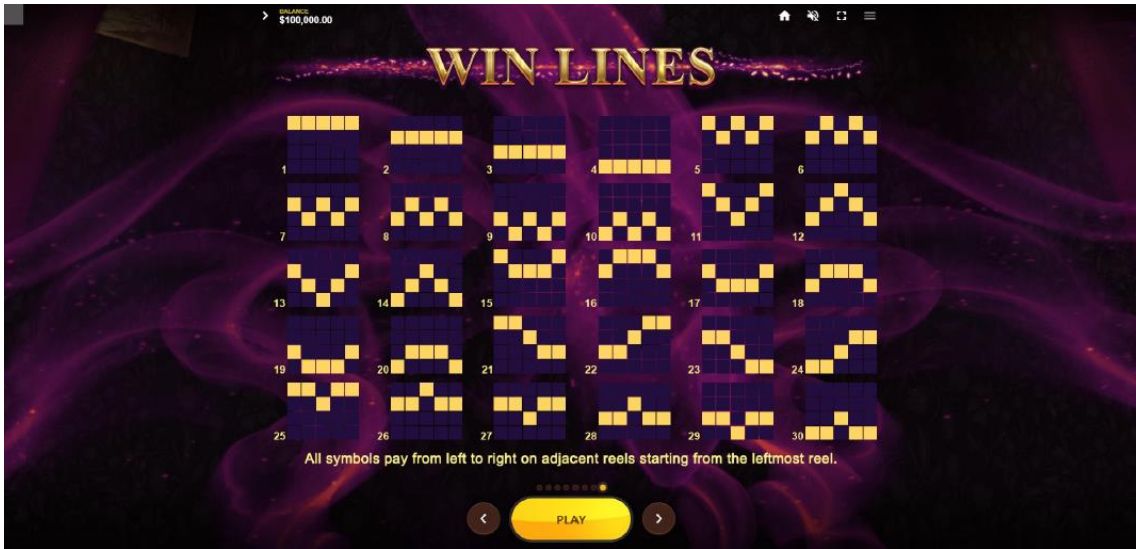 BALANCE
$100,000.00
WIN LINES
1 2 3 4 5 6
7 8 9 10 11 12
13 14 15 16 17 18
19 20 21 22 23 24
25 26 27 28 29 30
All symbols pay from left to right on adjacent reels starting from the leftmost reel.
PLAY